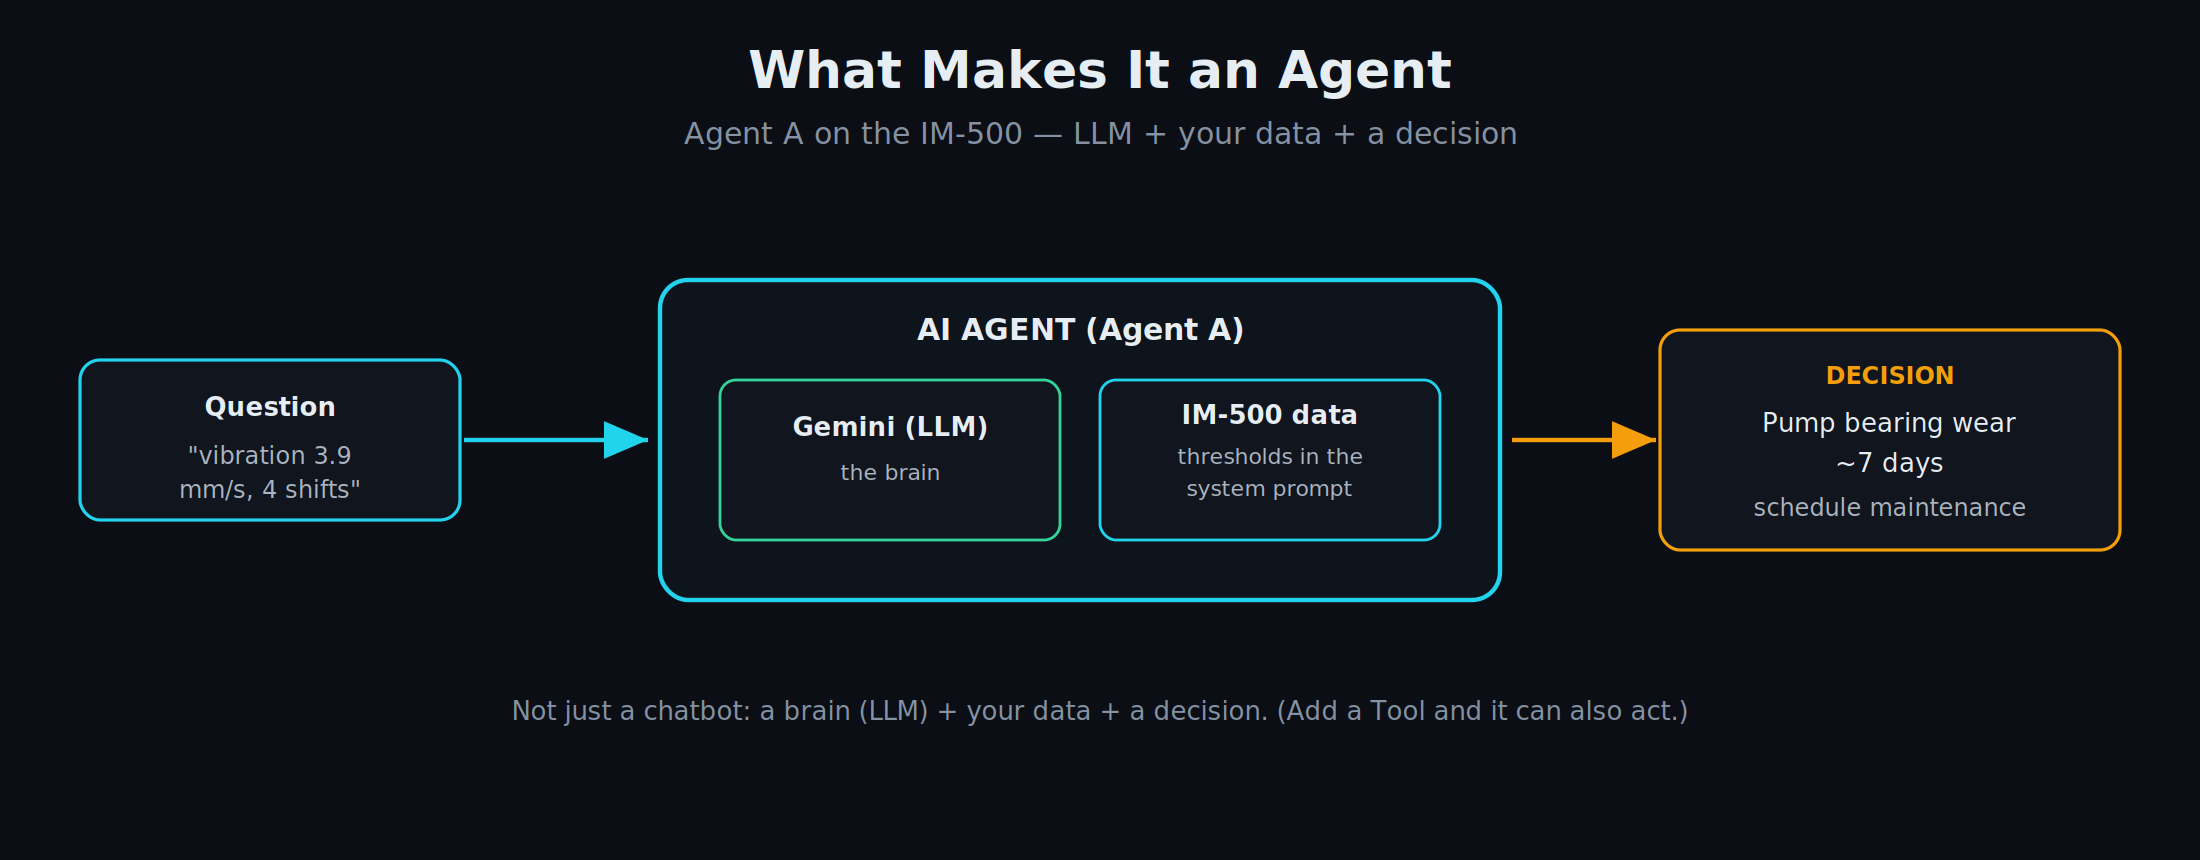 What Makes It an Agent
Agent A on the IM-500 — LLM + your data + a decision
Question
"vibration 3.9
mm/s, 4 shifts"
AI AGENT (Agent A)
Gemini (LLM)
the brain
IM-500 data
thresholds in the
system prompt
DECISION
Pump bearing wear
~7 days
schedule maintenance
Not just a chatbot: a brain (LLM) + your data + a decision. (Add a Tool and it can also act.)